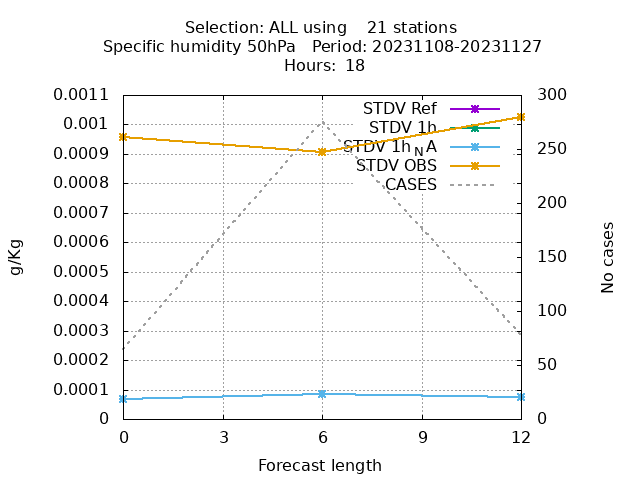 Selection: ALL using    21 stations
Specific humidity 50hPa   Period: 20231108-20231127
Hours: 18
0.0011
0.001
0.0009
0.0008
0.0007
0.0006
0.0005
0.0004
0.0003
0.0002
0.0001
0
g/Kg
STDV Ref
STDV 1h
STDV 1h_NA
STDV OBS
CASES
300
250
200
150
100
50
0
No cases
0 3 6 9 12
Forecast length